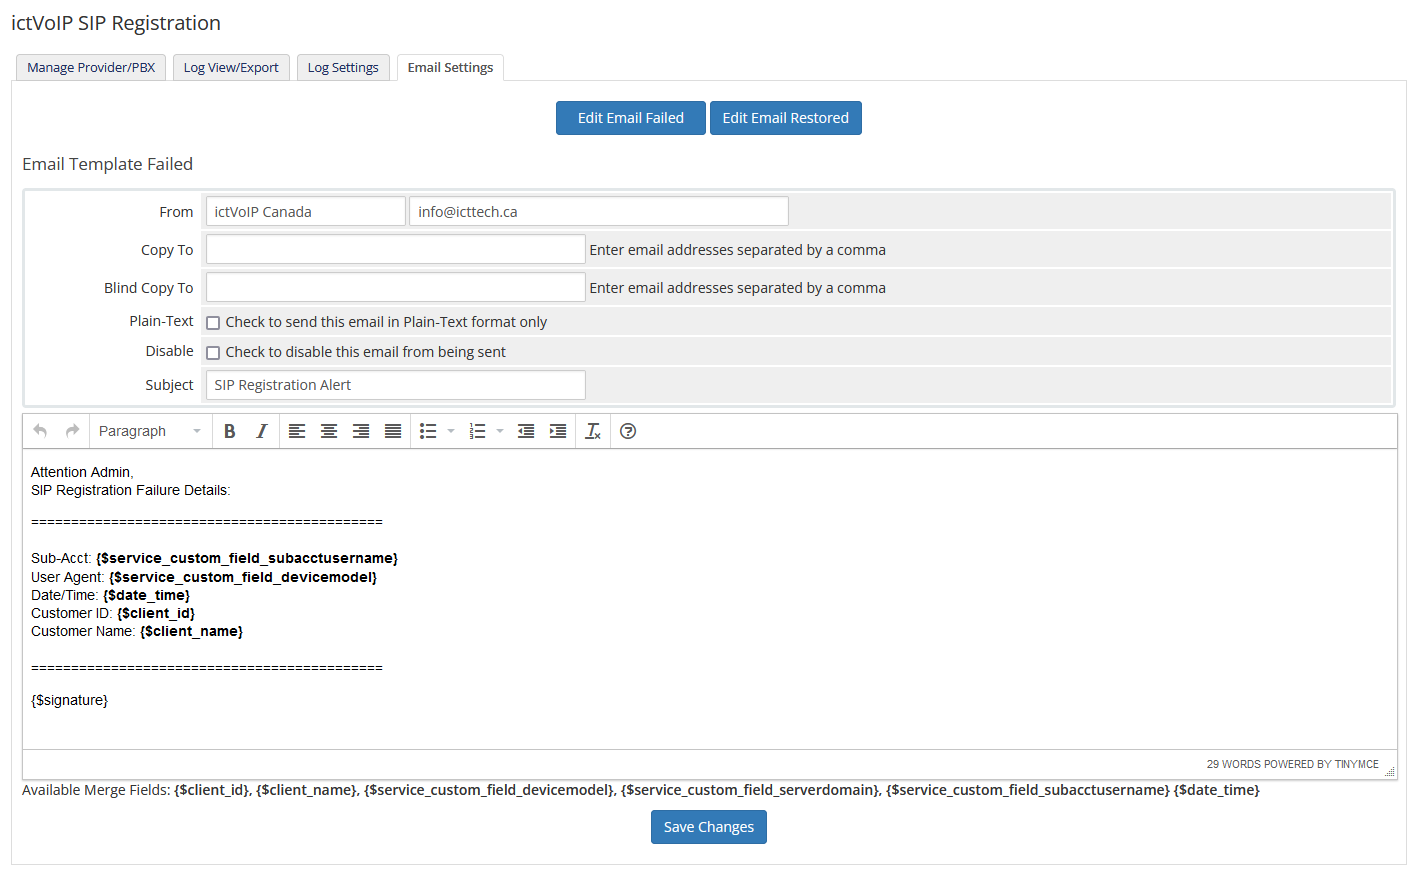 ictVoIP SIP Registration
Manage Provider/PBX Log View/Export Log Settings Email Settings
Edit Email Failed Edit Email Restored
Email Template Failed
From ictVoIP Canada info@icttech.ca
Copy To Enter email addresses separated by a comma
Blind Copy To Enter email addresses separated by a comma
Plain-Text Check to send this email in Plain-Text format only
Disable Check to disable this email from being sent
Subject SIP Registration Alert
Paragraph
Attention Admin,
SIP Registration Failure Details:
============================================
Sub-Acct: {$service_custom_field_subacctusername}
User Agent: {$service_custom_field_devicemodel}
Date/Time: {$date_time}
Customer ID: {$client_id}
Customer Name: {$client_name}
============================================
{$signature}
29 WORDS POWERED BY TINYMCE
Available Merge Fields: {$client_id}, {$client_name}, {$service_custom_field_devicemodel}, {$service_custom_field_serverdomain}, {$service_custom_field_subacctusername} {$date_time}
Save Changes